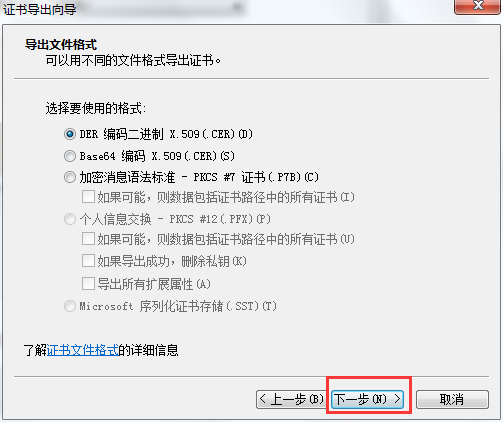 证书导出向导
导出文件格式
可以用不同的文件格式导出证书。
选择要使用的格式:
DER 编码二进制 X.509(.CER)(D)
Base64 编码 X.509(.CER)(S)
加密消息语法标准 - PKCS #7 证书(.P7B)(C)
如果可能，则数据包括证书路径中的所有证书(I)
个人信息交换 - PKCS #12(.PFX)(P)
如果可能，则数据包括证书路径中的所有证书(U)
如果导出成功，删除私钥(K)
导出所有扩展属性(A)
Microsoft 序列化证书存储(.SST)(T)
了解证书文件格式的详细信息
< 上一步(B) 下一步(N) > 取消